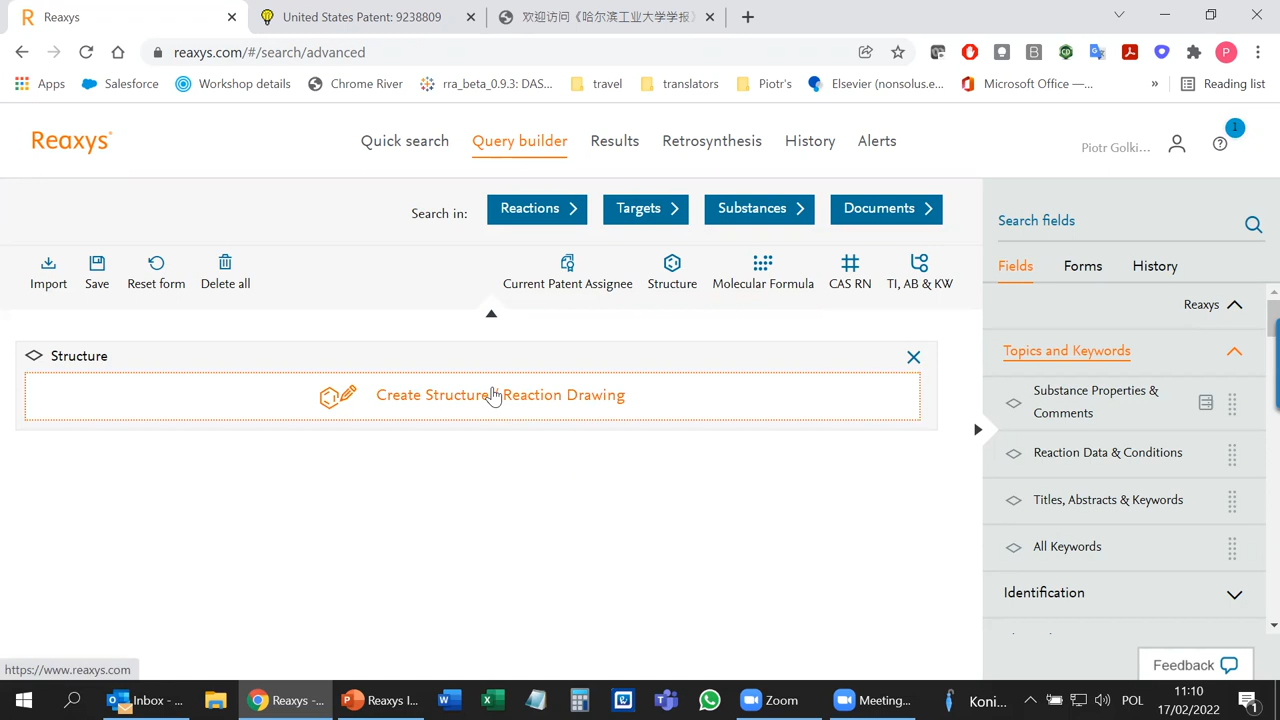 Reaxys
United States Patent: 9238809
欢迎访问《哈尔滨工业大学学报》
reaxys.com/#/search/advanced
P
Apps
Salesforce
Workshop details
Chrome River
rra_beta_0.9.3: DAS...
travel
translators
Piotr's
Elsevier (nonsolus.e...
Microsoft Office —...
»
Reading list
Reaxys
Quick search
Query builder
Results
Retrosynthesis
History
Alerts
Piotr Golki...
1
Search in:
Reactions
Targets
Substances
Documents
Import
Save
Reset form
Delete all
Current Patent Assignee
Structure
Molecular Formula
CAS RN
TI, AB & KW
Structure
Create Structure / Reaction Drawing
Search fields
Fields
Forms
History
Reaxys
Topics and Keywords
Substance Properties &
Comments
Reaction Data & Conditions
Titles, Abstracts & Keywords
All Keywords
Identification
Feedback
https://www.reaxys.com
Inbox - ...
Reaxys -...
Reaxys I...
Zoom
Meeting...
Koni...
POL
11:10
17/02/2022
1